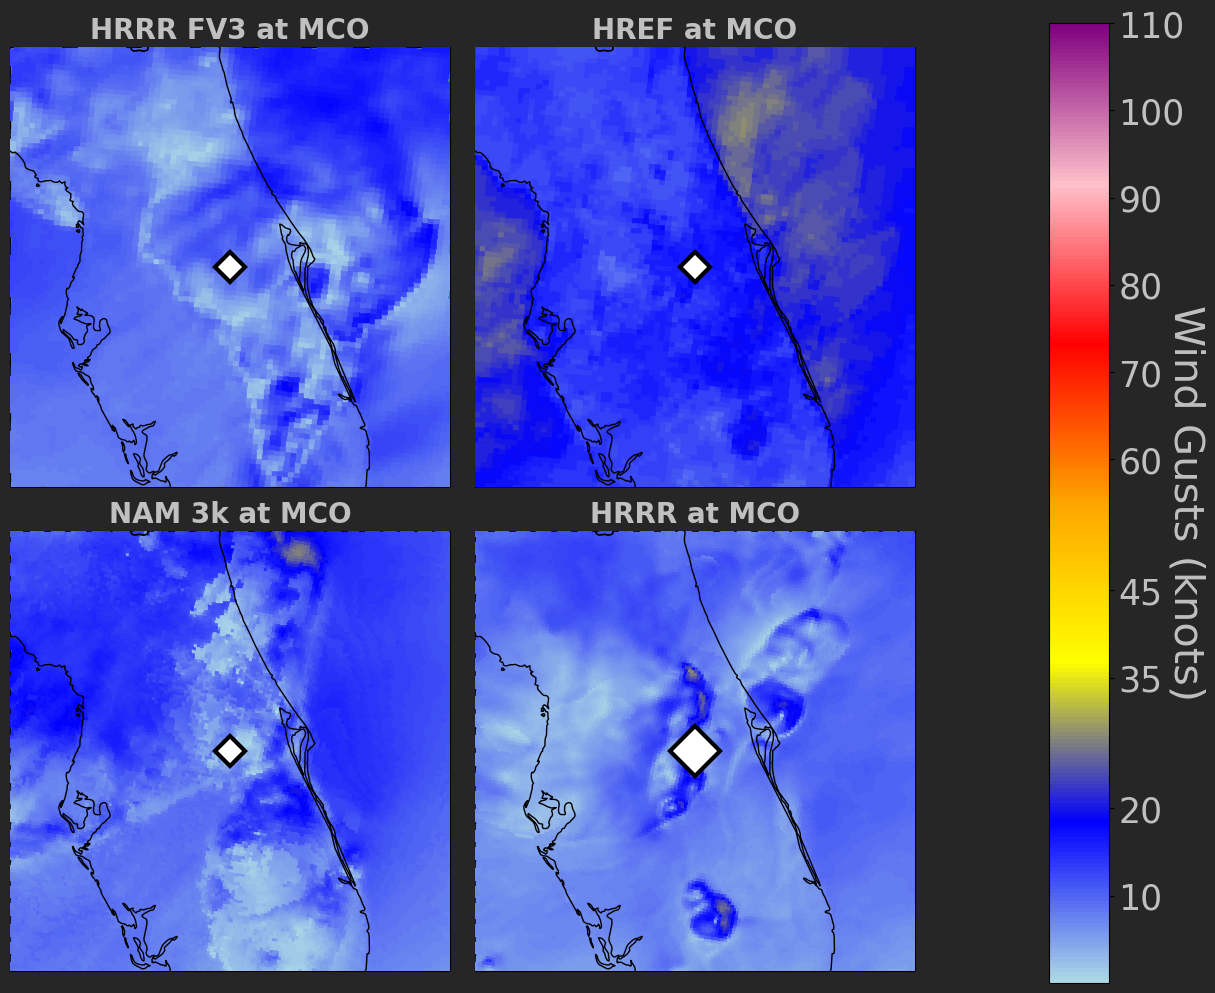 HRRR FV3 at MCO
HREF at MCO
NAM 3k at MCO
HRRR at MCO
110
100
90
80
70
60
45
35
20
10
Wind Gusts (knots)